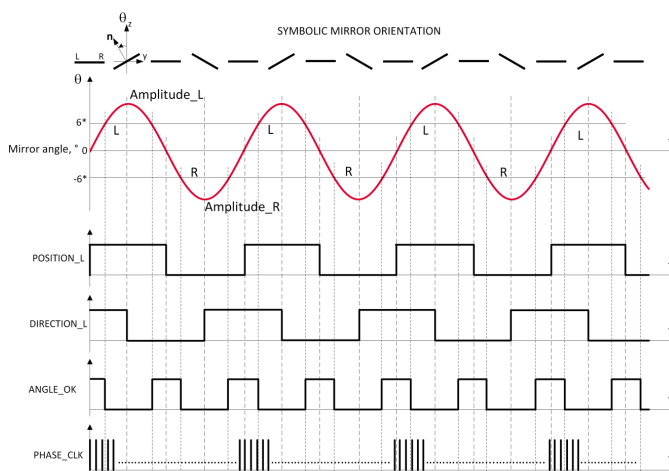 θz
SYMBOLIC MIRROR ORIENTATION
n
L R
y
θ
Amplitude_L
6*
L L L L
Mirror angle, ° 0
R R R
-6*
Amplitude_R
POSITION_L
DIRECTION_L
ANGLE_OK
PHASE_CLK